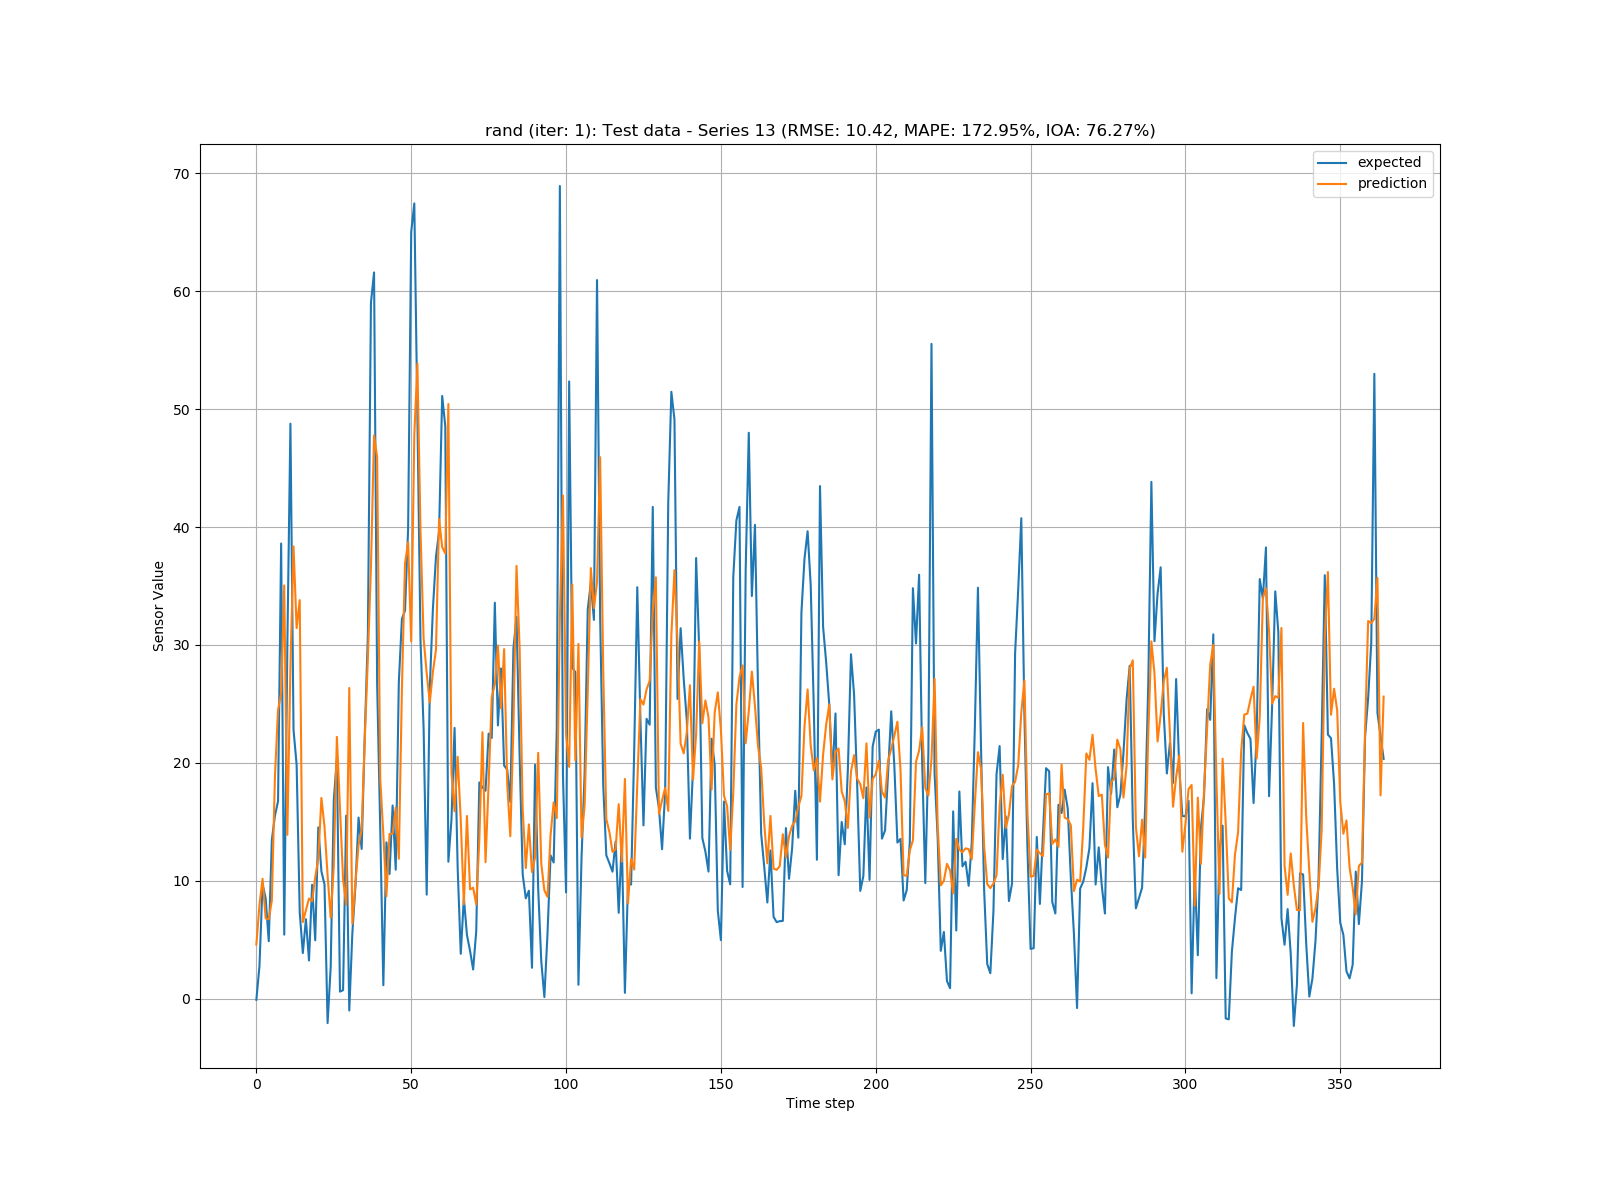 rand (iter: 1): Test data - Series 13 (RMSE: 10.42, MAPE: 172.95%, IOA: 76.27%)
expected
prediction
70
60
50
40
30
20
10
0
Sensor Value
0 50 100 150 200 250 300 350
Time step